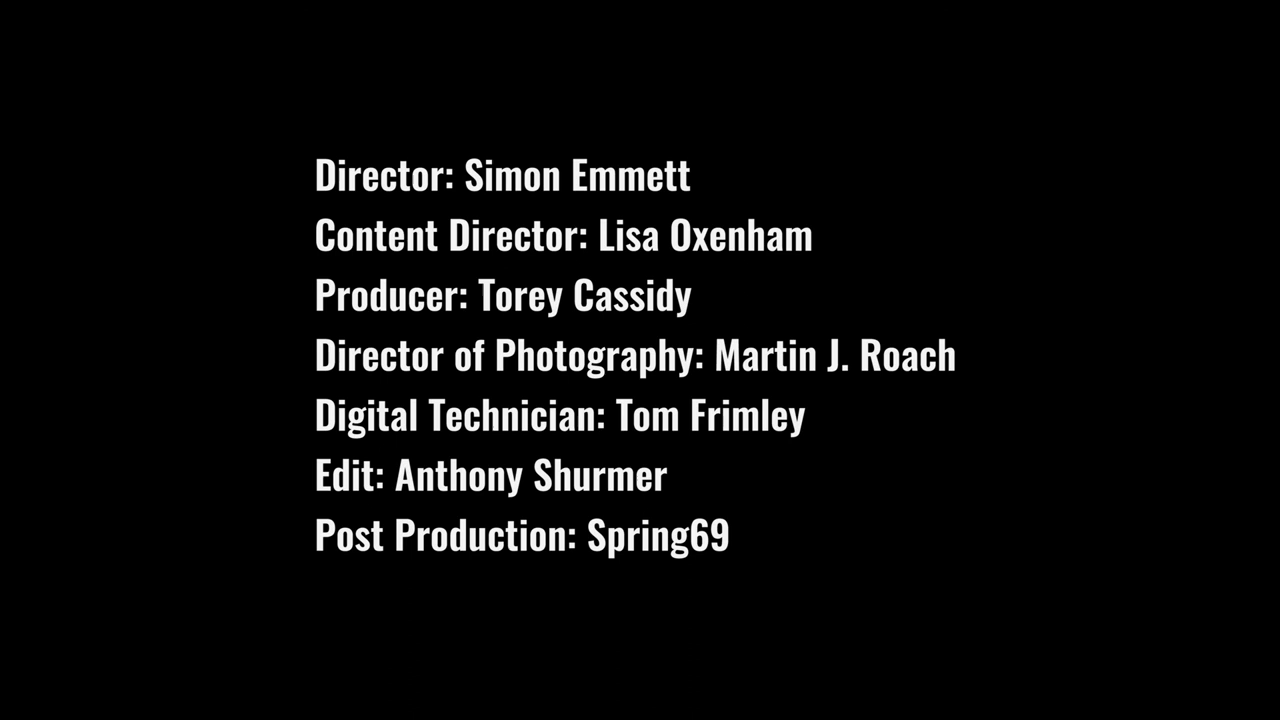 Director: Simon Emmett
Content Director: Lisa Oxenham
Producer: Torey Cassidy
Director of Photography: Martin J. Roach
Digital Technician: Tom Frimley
Edit: Anthony Shurmer
Post Production: Spring69